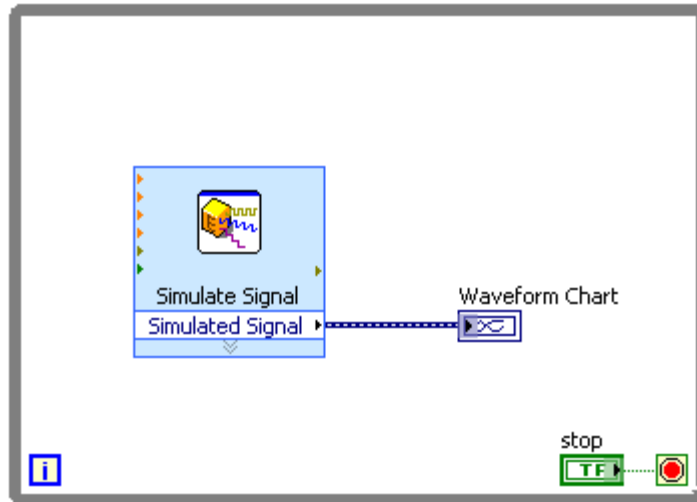 Simulate Signal
Simulated Signal
Waveform Chart
stop
TF
i